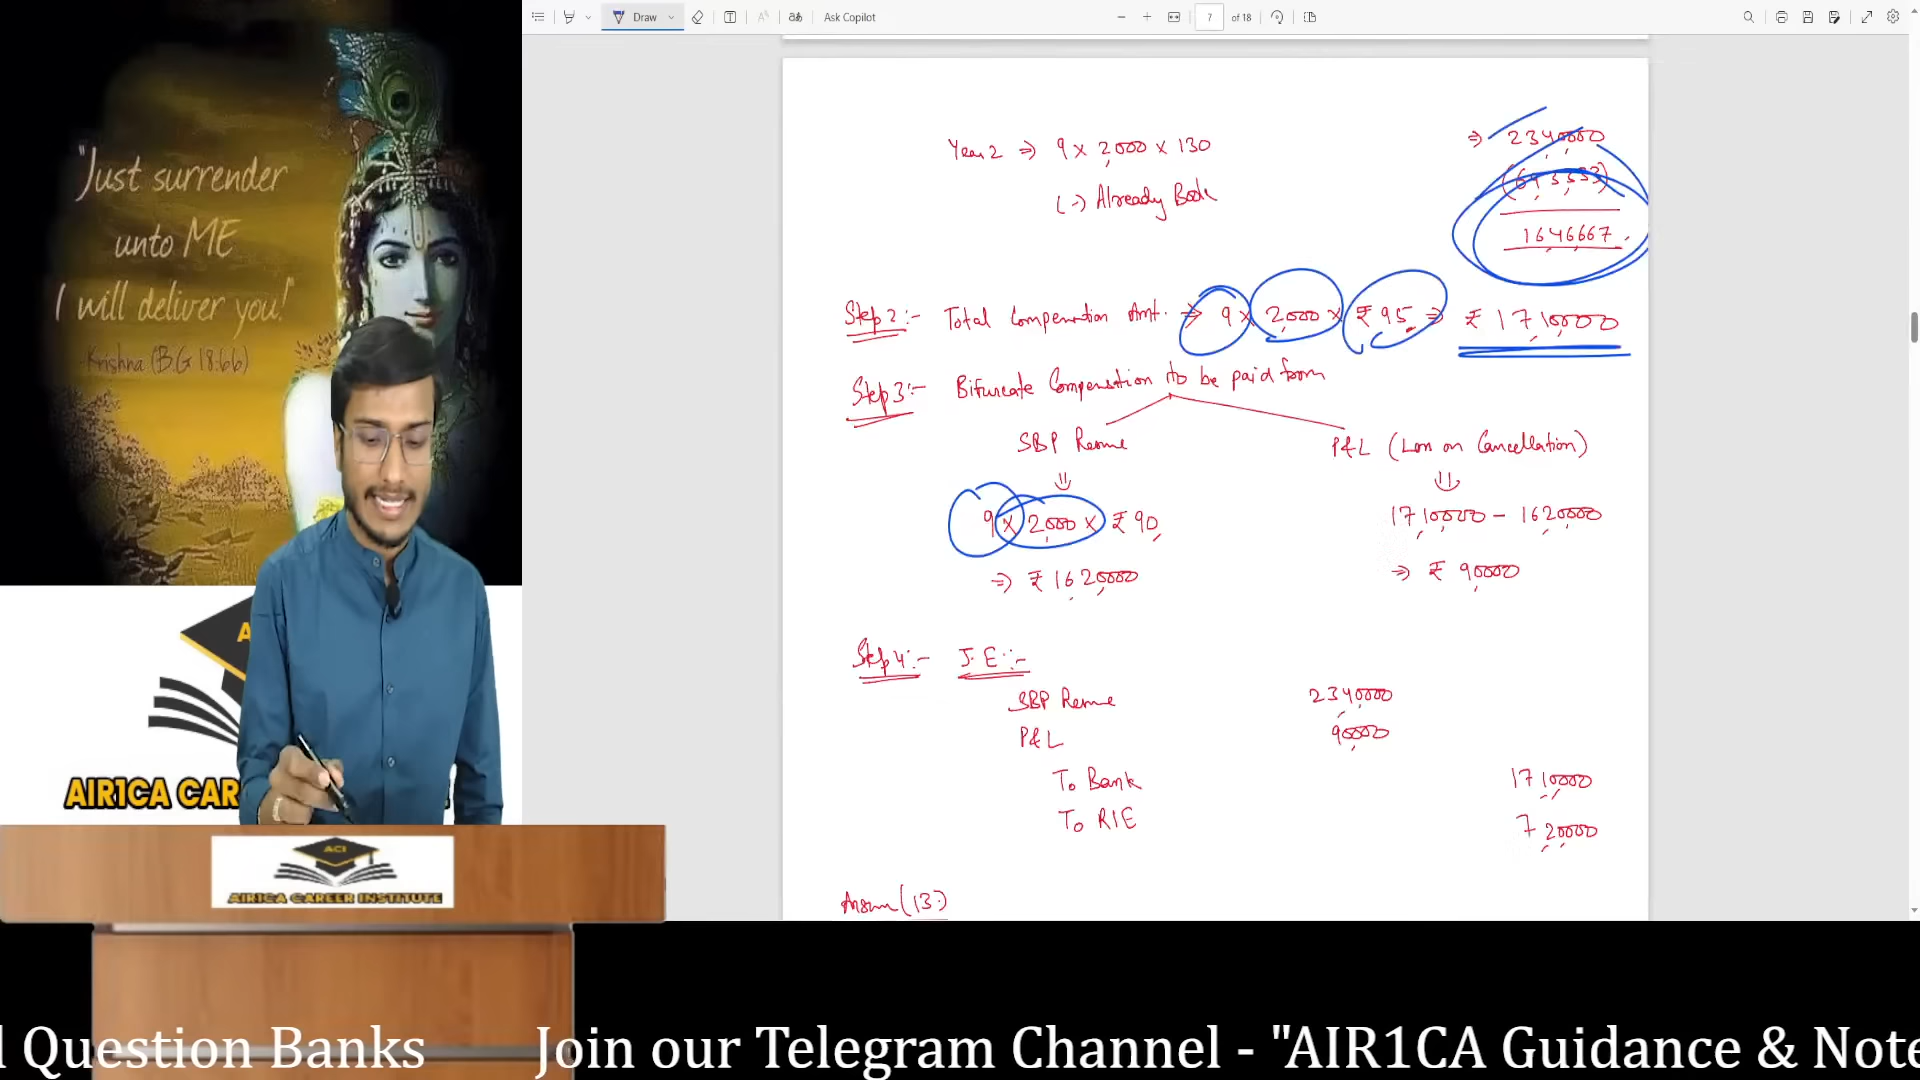 Draw
Ask Copilot
7 of 18
"Just surrender
unto ME
I will deliver you!"
- Krishna (B.G 18.66)
Year 2 ⇒ 9 × 2,000 × 130 ⇒ 2340000
(-) Already Book (693333)
1646667
Step 2:- Total Compensation Amt. ⇒ 9 × 2,000 × ₹ 95 ⇒ ₹ 1710000
Step 3:- Bifurcate Compensation to be paid from
SBP Reserve P&L (Loss on Cancellation)
9 × 2000 × ₹ 90 1710000 - 1620000
⇒ ₹ 1620000 ⇒ ₹ 90000
Step 4:- J.E:-
SBP Reserve 2340000
P&L 90000
To Bank 1710000
To R/E 720000
Answer (13.)
AIR1CA CAR
ACI
AIR1CA CAREER INSTITUTE
Question Banks Join our Telegram Channel - "AIR1CA Guidance & Note